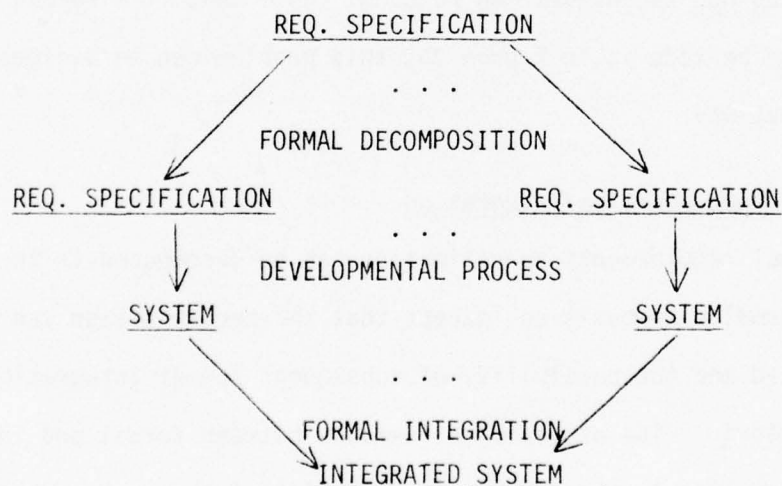 REQ. SPECIFICATION
. . .
FORMAL DECOMPOSITION
REQ. SPECIFICATION REQ. SPECIFICATION
. . .
DEVELOPMENTAL PROCESS
SYSTEM SYSTEM
FORMAL INTEGRATION
INTEGRATED SYSTEM